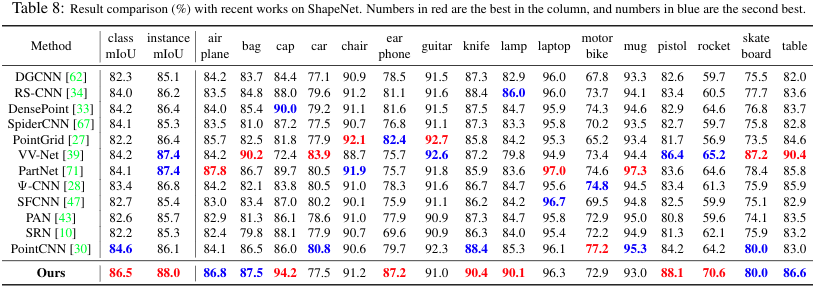 Table 8: Result comparison (%) with recent works on ShapeNet. Numbers in red are the best in the column, and numbers in blue are the second best.
Method class mIoU instance mIoU air plane bag cap car chair ear phone guitar knife lamp laptop motor bike mug pistol rocket skate board table
DGCNN [62] 82.3 85.1 84.2 83.7 84.4 77.1 90.9 78.5 91.5 87.3 82.9 96.0 67.8 93.3 82.6 59.7 75.5 82.0
RS-CNN [34] 84.0 86.2 83.5 84.8 88.0 79.6 91.2 81.1 91.6 88.4 86.0 96.0 73.7 94.1 83.4 60.5 77.7 83.6
DensePoint [33] 84.2 86.4 84.0 85.4 90.0 79.2 91.1 81.6 91.5 87.5 84.7 95.9 74.3 94.6 82.9 64.6 76.8 83.7
SpiderCNN [67] 84.1 85.3 83.5 81.0 87.2 77.5 90.7 76.8 91.1 87.3 83.3 95.8 70.2 93.5 82.7 59.7 75.8 82.8
PointGrid [27] 82.2 86.4 85.7 82.5 81.8 77.9 92.1 82.4 92.7 85.8 84.2 95.3 65.2 93.4 81.7 56.9 73.5 84.6
VV-Net [39] 84.2 87.4 84.2 90.2 72.4 83.9 88.7 75.7 92.6 87.2 79.8 94.9 73.4 94.4 86.4 65.2 87.2 90.4
PartNet [71] 84.1 87.4 87.8 86.7 89.7 80.5 91.9 75.7 91.8 85.9 83.6 97.0 74.6 97.3 83.6 64.6 78.4 85.8
Ψ-CNN [28] 83.4 86.8 84.2 82.1 83.8 80.5 91.0 78.3 91.6 86.7 84.7 95.6 74.8 94.5 83.4 61.3 75.9 85.9
SFCNN [47] 82.7 85.4 83.0 83.4 87.0 80.2 90.1 75.9 91.1 86.2 84.2 96.7 69.5 94.8 82.5 59.9 75.1 82.9
PAN [43] 82.6 85.7 82.9 81.3 86.1 78.6 91.0 77.9 90.9 87.3 84.7 95.8 72.9 95.0 80.8 59.6 74.1 83.5
SRN [10] 82.2 85.3 82.4 79.8 88.1 77.9 90.7 69.6 90.9 86.3 84.0 95.4 72.2 94.9 81.3 62.1 75.9 83.2
PointCNN [30] 84.6 86.1 84.1 86.5 86.0 80.8 90.6 79.7 92.3 88.4 85.3 96.1 77.2 95.3 84.2 64.2 80.0 83.0
Ours 86.5 88.0 86.8 87.5 94.2 77.5 91.2 87.2 91.0 90.4 90.1 96.3 72.9 93.0 88.1 70.6 80.0 86.6